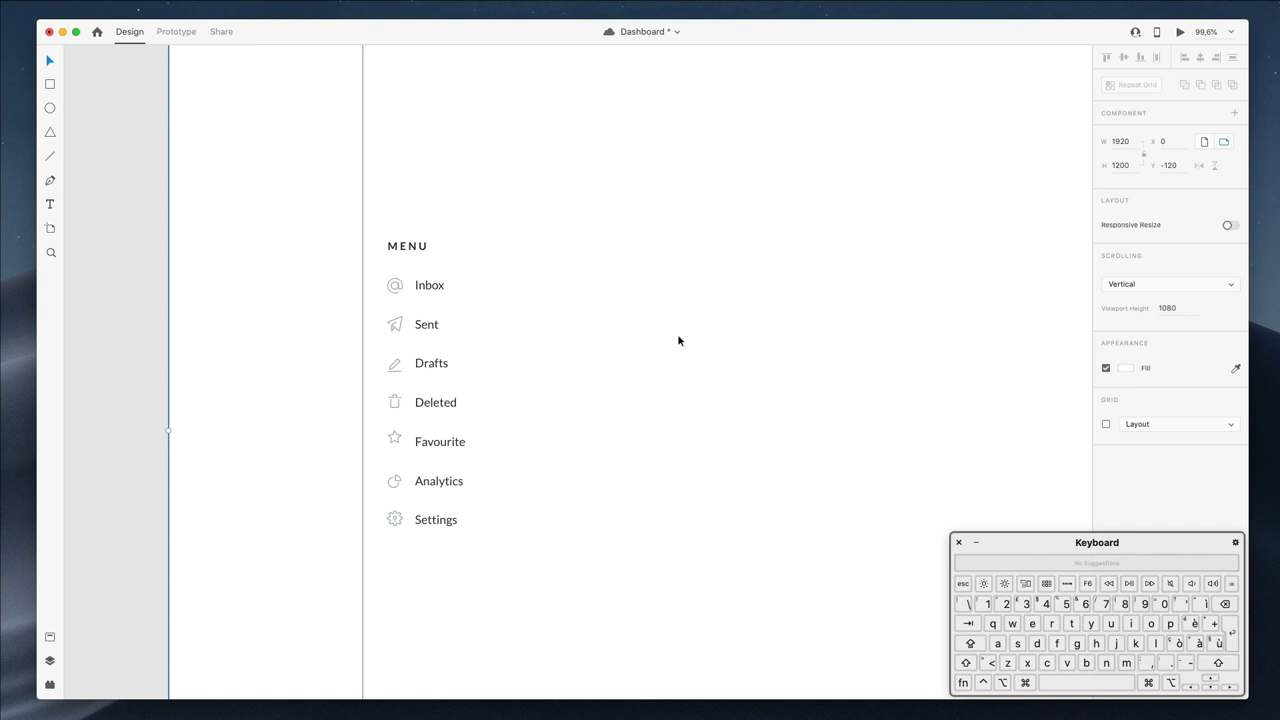 Design Prototype Share Dashboard * 99,6%
Repeat Grid
COMPONENT +
W 1920 X 0
H 1200 Y -120
LAYOUT
Responsive Resize
SCROLLING
Vertical
Viewport Height 1080
APPEARANCE
Fill
GRID
Layout
MENU
Inbox
Sent
Drafts
Deleted
Favourite
Analytics
Settings
Keyboard
No Suggestions
esc F6
\ 1 2 3 4 5 6 7 8 9 0 ' ì
q w e r t y u i o p è +
a s d f g h j k l ò à ù
< z x c v b n m , . -
fn ^ ⌥ ⌘ ⌘ ⌥